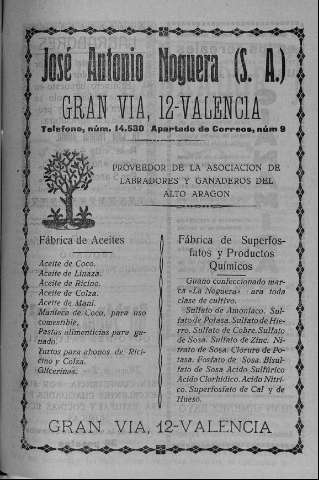 José Antonio Noguera (S. A.)
GRAN VIA, 12-VALENCIA
Telefono, núm. 14.530 Apartado de Correos, núm 9
PROVEEDOR DE LA ASOCIACION DE
LABRADORES Y GANADEROS DEL
ALTO ARAGON
Fábrica de Aceites
Aceite de Coco.
Aceite de Linaza.
Aceite de Ricino.
Aceite de Colza.
Aceite de Maní.
Manteca de Coco, para uso
comestible,
Pastas alimenticias para ga-
nado.
Turtos para abonos de Rici-
cino y Colza.
Glicerinas.
Fábrica de Superfos-
fatos y Productos
Químicos
Guano confeccionado mar-
ca «La Noguera» ara toda
clase de cultivo.
Sulfato de Amoniaco. Sul-
fato de Potasa. Sulfato de Hie-
rro. Sulfato de Cobre. Sulfato
de Sosa. Sulfato de Zinc. Ni-
trato de Sosa. Cloruro de Po-
tasa. Fosfato de Sosa. Bisul-
fato de Sosa Acido Sulfúrico
Acido Clorhídico. Acido Nítri-
co. Superfosfato de Cal y de
Hueso.
GRAN VIA, 12-VALENCIA